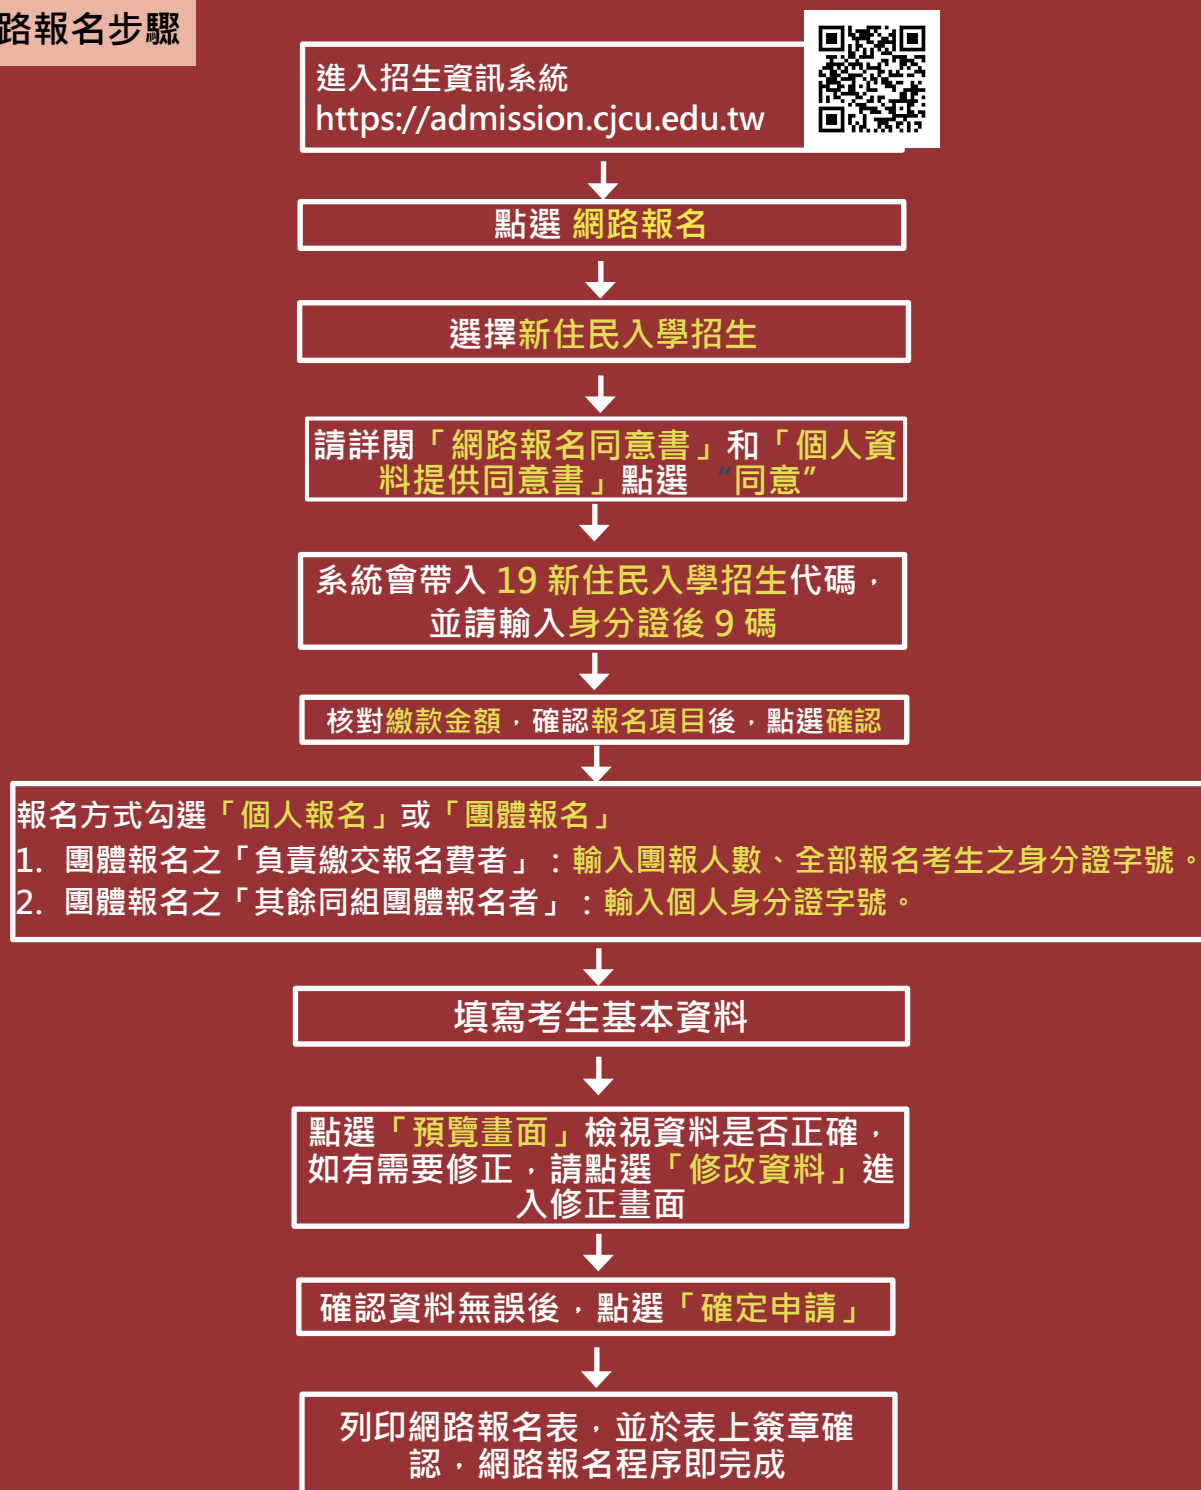 路報名步驟
進入招生資訊系統
https://admission.cjcu.edu.tw
點選 網路報名
選擇新住民入學招生
請詳閱「網路報名同意書」和「個人資
料提供同意書」點選 “同意”
系統會帶入 19 新住民入學招生代碼，
並請輸入身分證後 9 碼
核對繳款金額，確認報名項目後，點選確認
報名方式勾選「個人報名」或「團體報名」
1. 團體報名之「負責繳交報名費者」：輸入團報人數、全部報名考生之身分證字號。
2. 團體報名之「其餘同組團體報名者」：輸入個人身分證字號。
填寫考生基本資料
點選「預覽畫面」檢視資料是否正確，
如有需要修正，請點選「修改資料」進
入修正畫面
確認資料無誤後，點選「確定申請」
列印網路報名表，並於表上簽章確
認，網路報名程序即完成